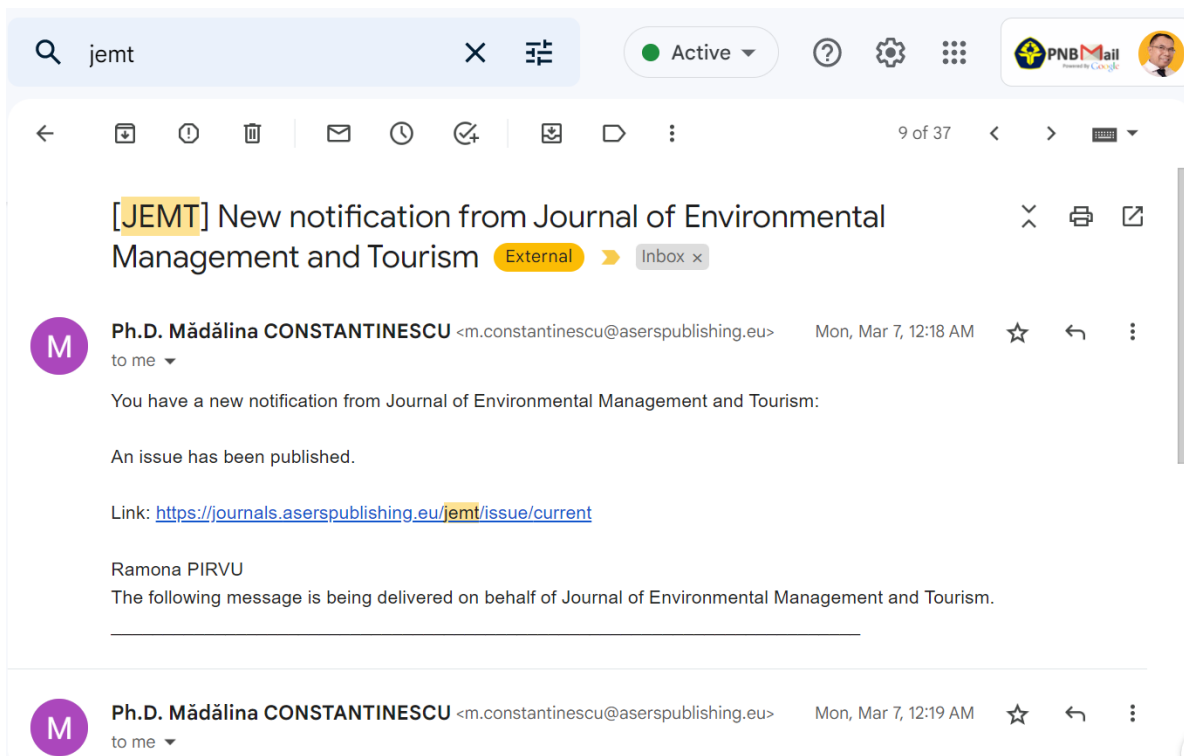 jemt
Active
PNBMail
Powered By Google
9 of 37
[JEMT] New notification from Journal of Environmental
Management and Tourism External Inbox ×
M
Ph.D. Mădălina CONSTANTINESCU <m.constantinescu@aserspublishing.eu> Mon, Mar 7, 12:18 AM
to me
You have a new notification from Journal of Environmental Management and Tourism:
An issue has been published.
Link: https://journals.aserspublishing.eu/jemt/issue/current
Ramona PIRVU
The following message is being delivered on behalf of Journal of Environmental Management and Tourism.
M
Ph.D. Mădălina CONSTANTINESCU <m.constantinescu@aserspublishing.eu> Mon, Mar 7, 12:19 AM
to me